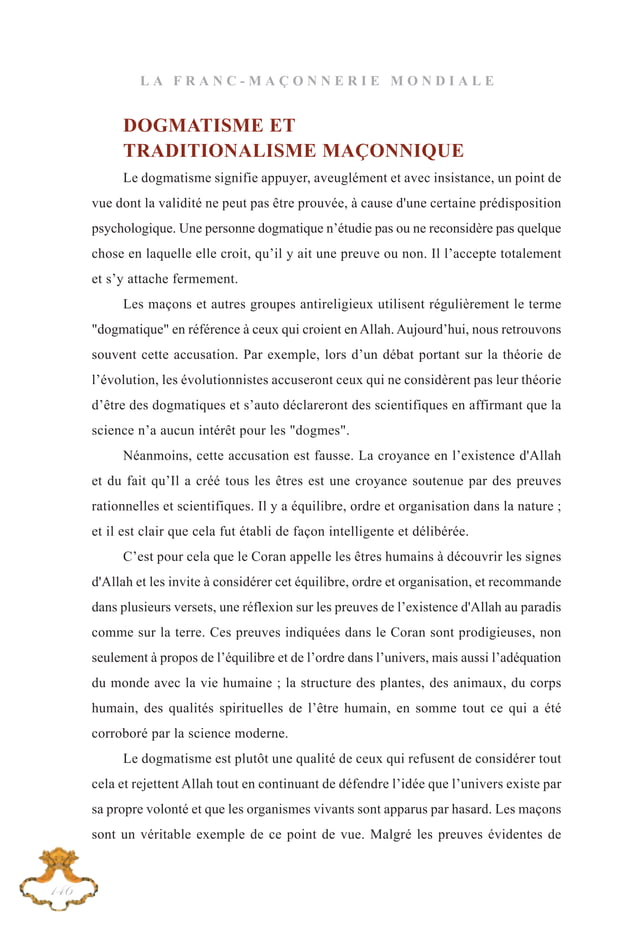 LA FRANC-MAÇONNERIE MONDIALE
DOGMATISME ET
TRADITIONALISME MAÇONNIQUE
Le dogmatisme signifie appuyer, aveuglément et avec insistance, un point de
vue dont la validité ne peut pas être prouvée, à cause d'une certaine prédisposition
psychologique. Une personne dogmatique n’étudie pas ou ne reconsidère pas quelque
chose en laquelle elle croit, qu’il y ait une preuve ou non. Il l’accepte totalement
et s’y attache fermement.
Les maçons et autres groupes antireligieux utilisent régulièrement le terme
"dogmatique" en référence à ceux qui croient en Allah. Aujourd’hui, nous retrouvons
souvent cette accusation. Par exemple, lors d’un débat portant sur la théorie de
l’évolution, les évolutionnistes accuseront ceux qui ne considèrent pas leur théorie
d’être des dogmatiques et s’auto déclareront des scientifiques en affirmant que la
science n’a aucun intérêt pour les "dogmes".
Néanmoins, cette accusation est fausse. La croyance en l’existence d'Allah
et du fait qu’Il a créé tous les êtres est une croyance soutenue par des preuves
rationnelles et scientifiques. Il y a équilibre, ordre et organisation dans la nature ;
et il est clair que cela fut établi de façon intelligente et délibérée.
C’est pour cela que le Coran appelle les êtres humains à découvrir les signes
d'Allah et les invite à considérer cet équilibre, ordre et organisation, et recommande
dans plusieurs versets, une réflexion sur les preuves de l’existence d'Allah au paradis
comme sur la terre. Ces preuves indiquées dans le Coran sont prodigieuses, non
seulement à propos de l’équilibre et de l’ordre dans l’univers, mais aussi l’adéquation
du monde avec la vie humaine ; la structure des plantes, des animaux, du corps
humain, des qualités spirituelles de l’être humain, en somme tout ce qui a été
corroboré par la science moderne.
Le dogmatisme est plutôt une qualité de ceux qui refusent de considérer tout
cela et rejettent Allah tout en continuant de défendre l’idée que l’univers existe par
sa propre volonté et que les organismes vivants sont apparus par hasard. Les maçons
sont un véritable exemple de ce point de vue. Malgré les preuves évidentes de
146